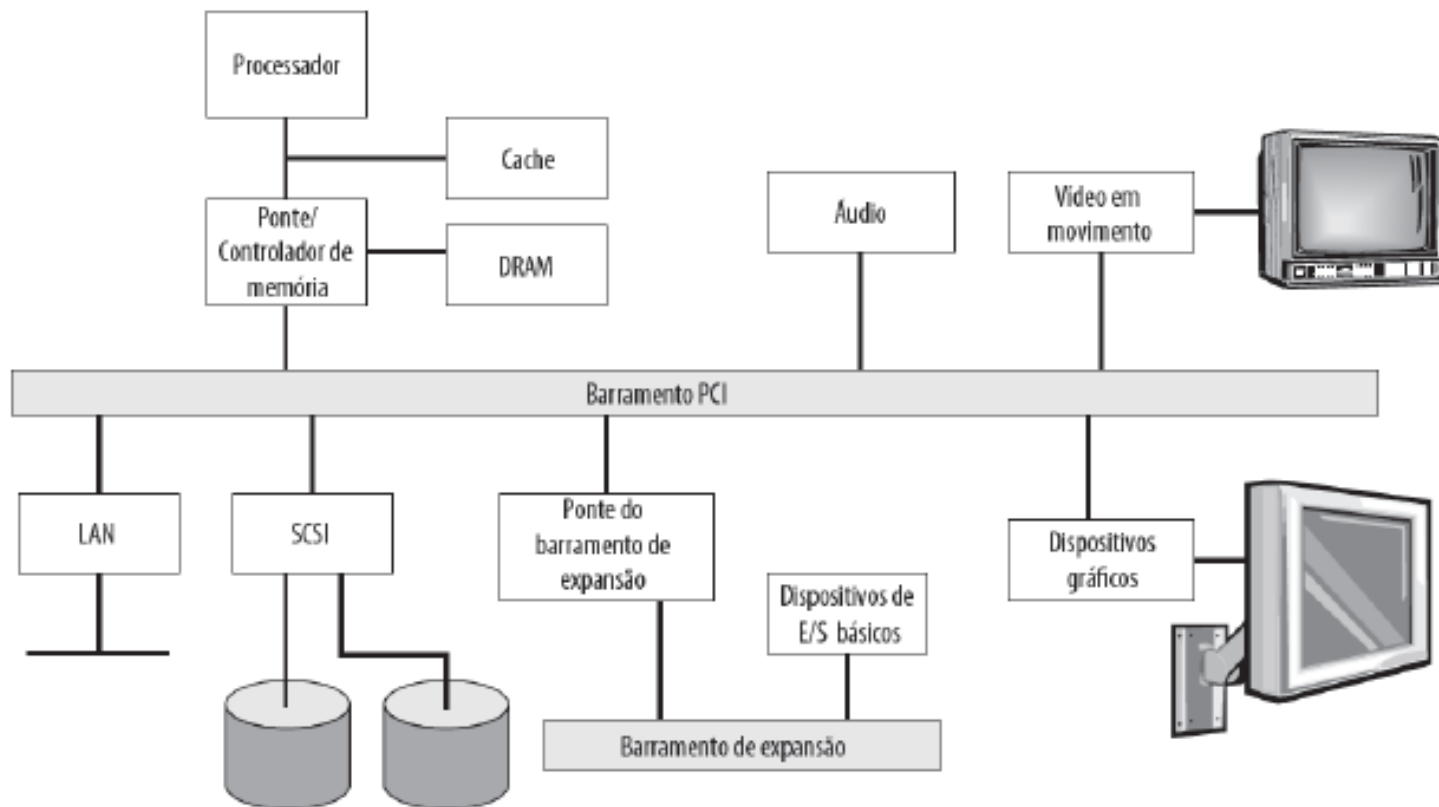 Processador
Cache
Ponte/
Controlador de
memória
DRAM
Áudio
Vídeo em
movimento
Barramento PCI
LAN
SCSI
Ponte do
barramento de
expansão
Dispositivos de
E/S básicos
Dispositivos
gráficos
Barramento de expansão